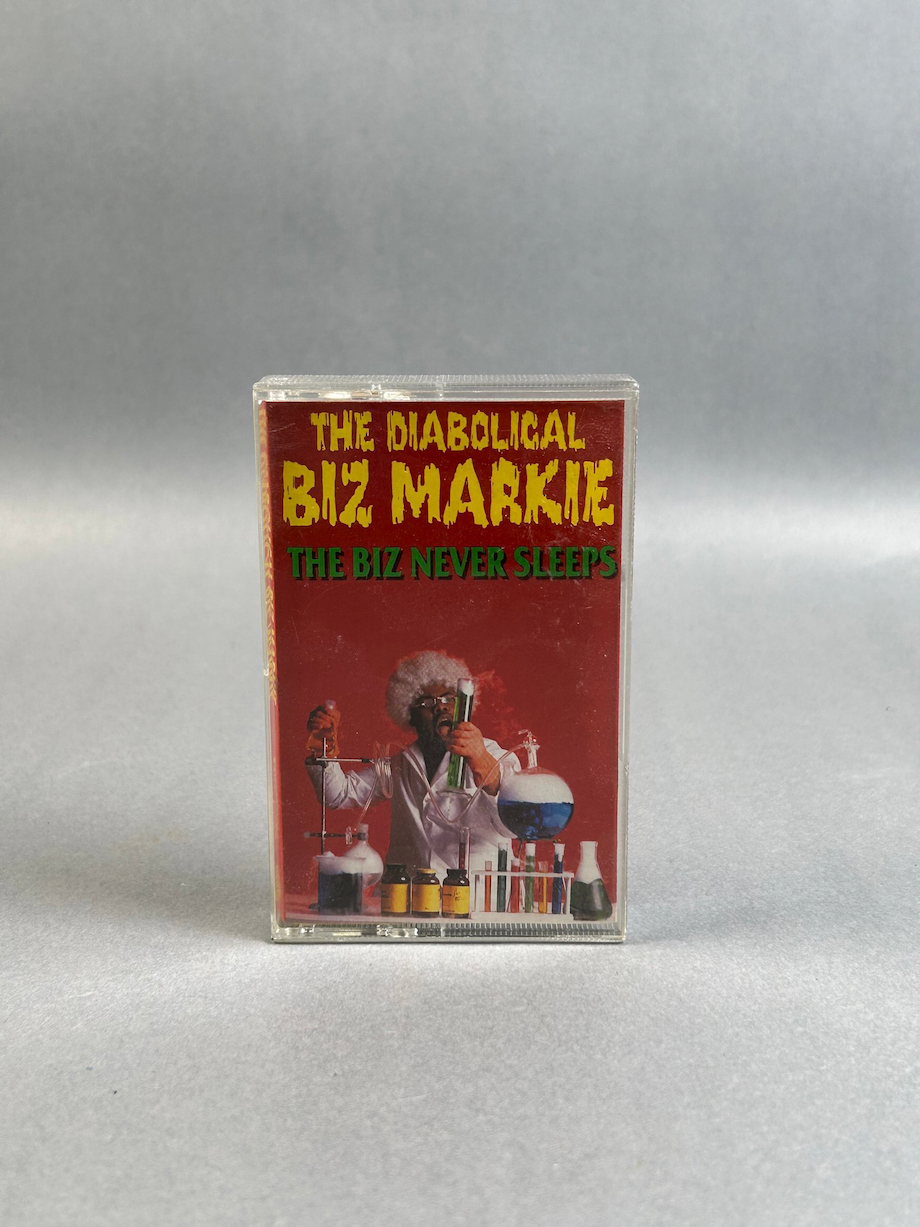 THE DIABOLICAL
BIZ MARKIE
THE BIZ NEVER SLEEPS